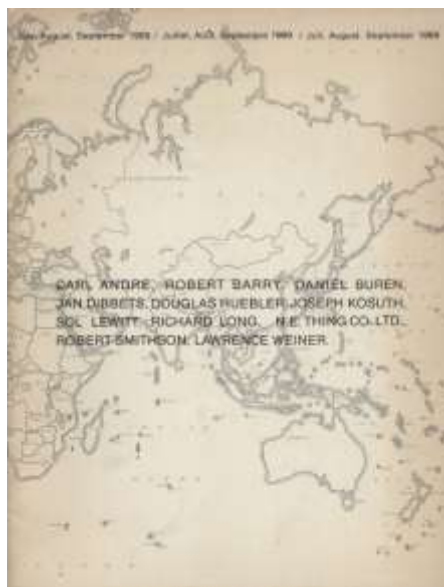 July, August, September 1969 / Juillet, Août, Septembre 1969 / Juli, August, September 1969
CARL ANDRE, ROBERT BARRY, DANIEL BUREN,
JAN DIBBETS, DOUGLAS HUEBLER, JOSEPH KOSUTH,
SOL LEWITT, RICHARD LONG, N.E. THING CO. LTD.,
ROBERT SMITHSON, LAWRENCE WEINER.